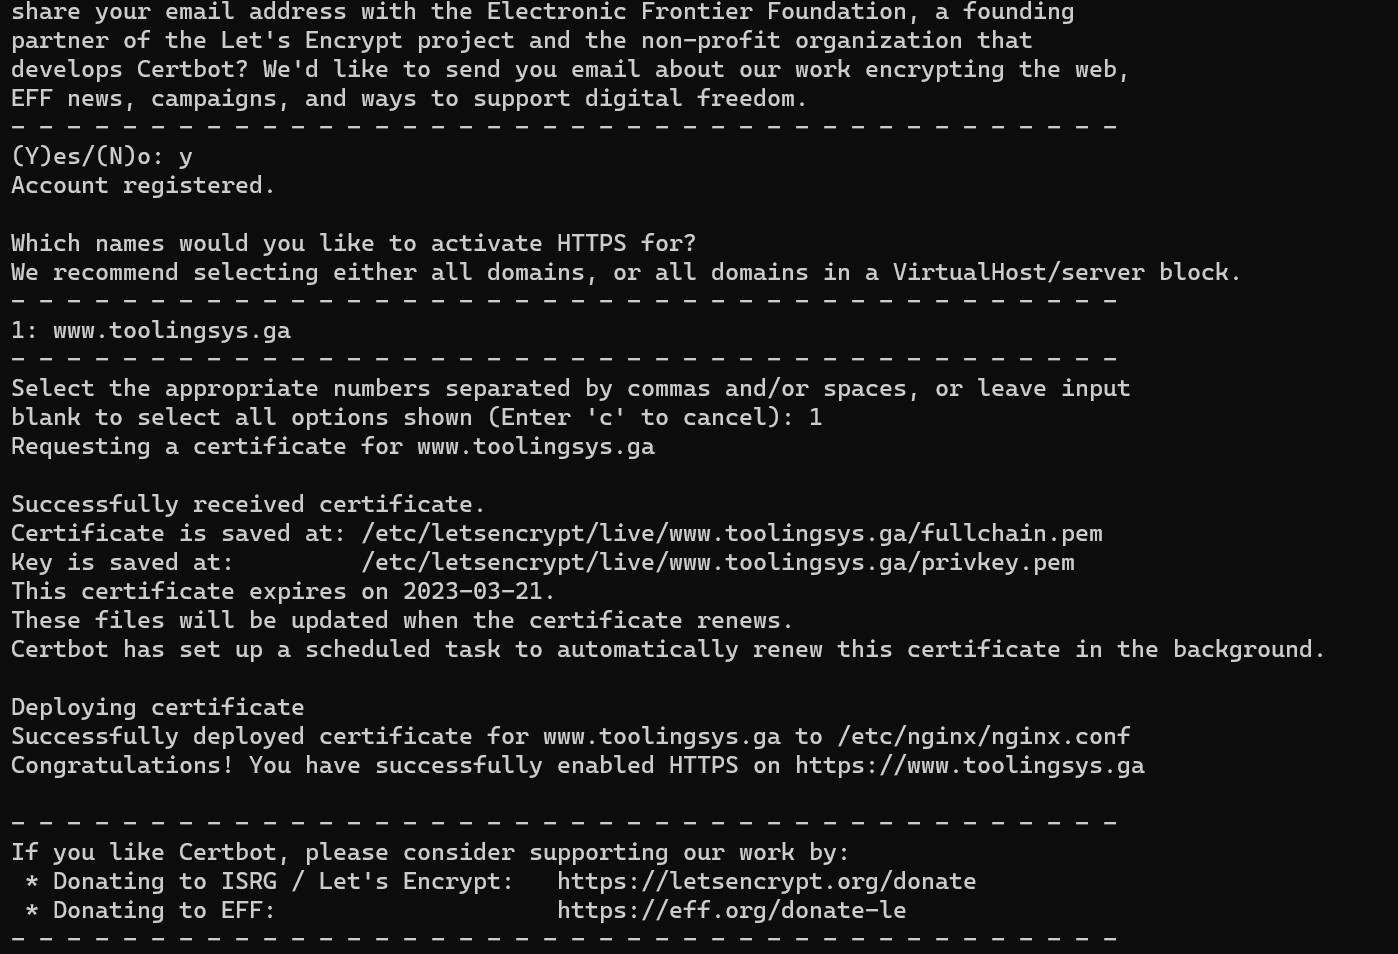 share your email address with the Electronic Frontier Foundation, a founding
partner of the Let's Encrypt project and the non-profit organization that
develops Certbot? We'd like to send you email about our work encrypting the web,
EFF news, campaigns, and ways to support digital freedom.
- - - - - - - - - - - - - - - - - - - - - - - - - - - - - - - - - - - - - - - -
(Y)es/(N)o: y
Account registered.

Which names would you like to activate HTTPS for?
We recommend selecting either all domains, or all domains in a VirtualHost/server block.
- - - - - - - - - - - - - - - - - - - - - - - - - - - - - - - - - - - - - - - -
1: www.toolingsys.ga
- - - - - - - - - - - - - - - - - - - - - - - - - - - - - - - - - - - - - - - -
Select the appropriate numbers separated by commas and/or spaces, or leave input
blank to select all options shown (Enter 'c' to cancel): 1
Requesting a certificate for www.toolingsys.ga

Successfully received certificate.
Certificate is saved at: /etc/letsencrypt/live/www.toolingsys.ga/fullchain.pem
Key is saved at:         /etc/letsencrypt/live/www.toolingsys.ga/privkey.pem
This certificate expires on 2023-03-21.
These files will be updated when the certificate renews.
Certbot has set up a scheduled task to automatically renew this certificate in the background.

Deploying certificate
Successfully deployed certificate for www.toolingsys.ga to /etc/nginx/nginx.conf
Congratulations! You have successfully enabled HTTPS on https://www.toolingsys.ga

- - - - - - - - - - - - - - - - - - - - - - - - - - - - - - - - - - - - - - - -
If you like Certbot, please consider supporting our work by:
 * Donating to ISRG / Let's Encrypt:   https://letsencrypt.org/donate
 * Donating to EFF:                    https://eff.org/donate-le
- - - - - - - - - - - - - - - - - - - - - - - - - - - - - - - - - - - - - - - -